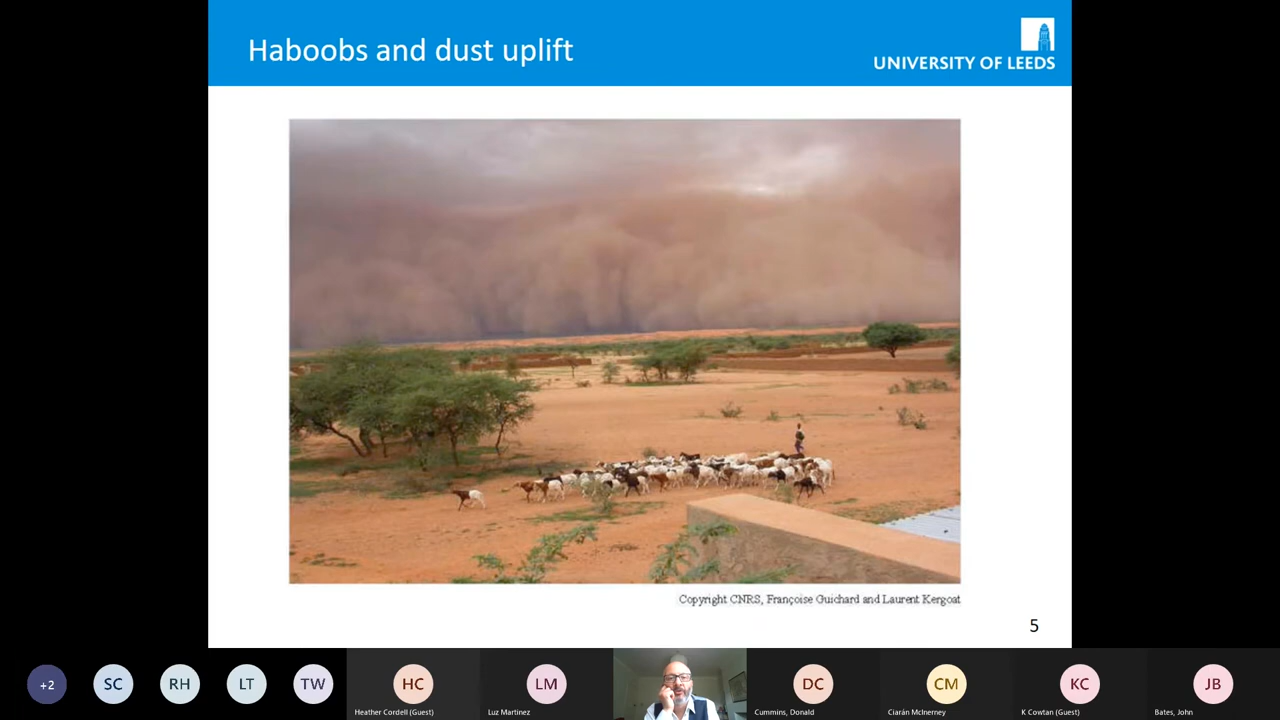 Haboobs and dust uplift
UNIVERSITY OF LEEDS
Copyright CNRS, Françoise Guichard and Laurent Kergoat
5
+2
SC
RH
LT
TW
HC
LM
DC
CM
KC
JB
Heather Cordell (Guest)
Luz Martinez
Cummins, Donald
Ciarán McInerney
K Cowtan (Guest)
Bates, John